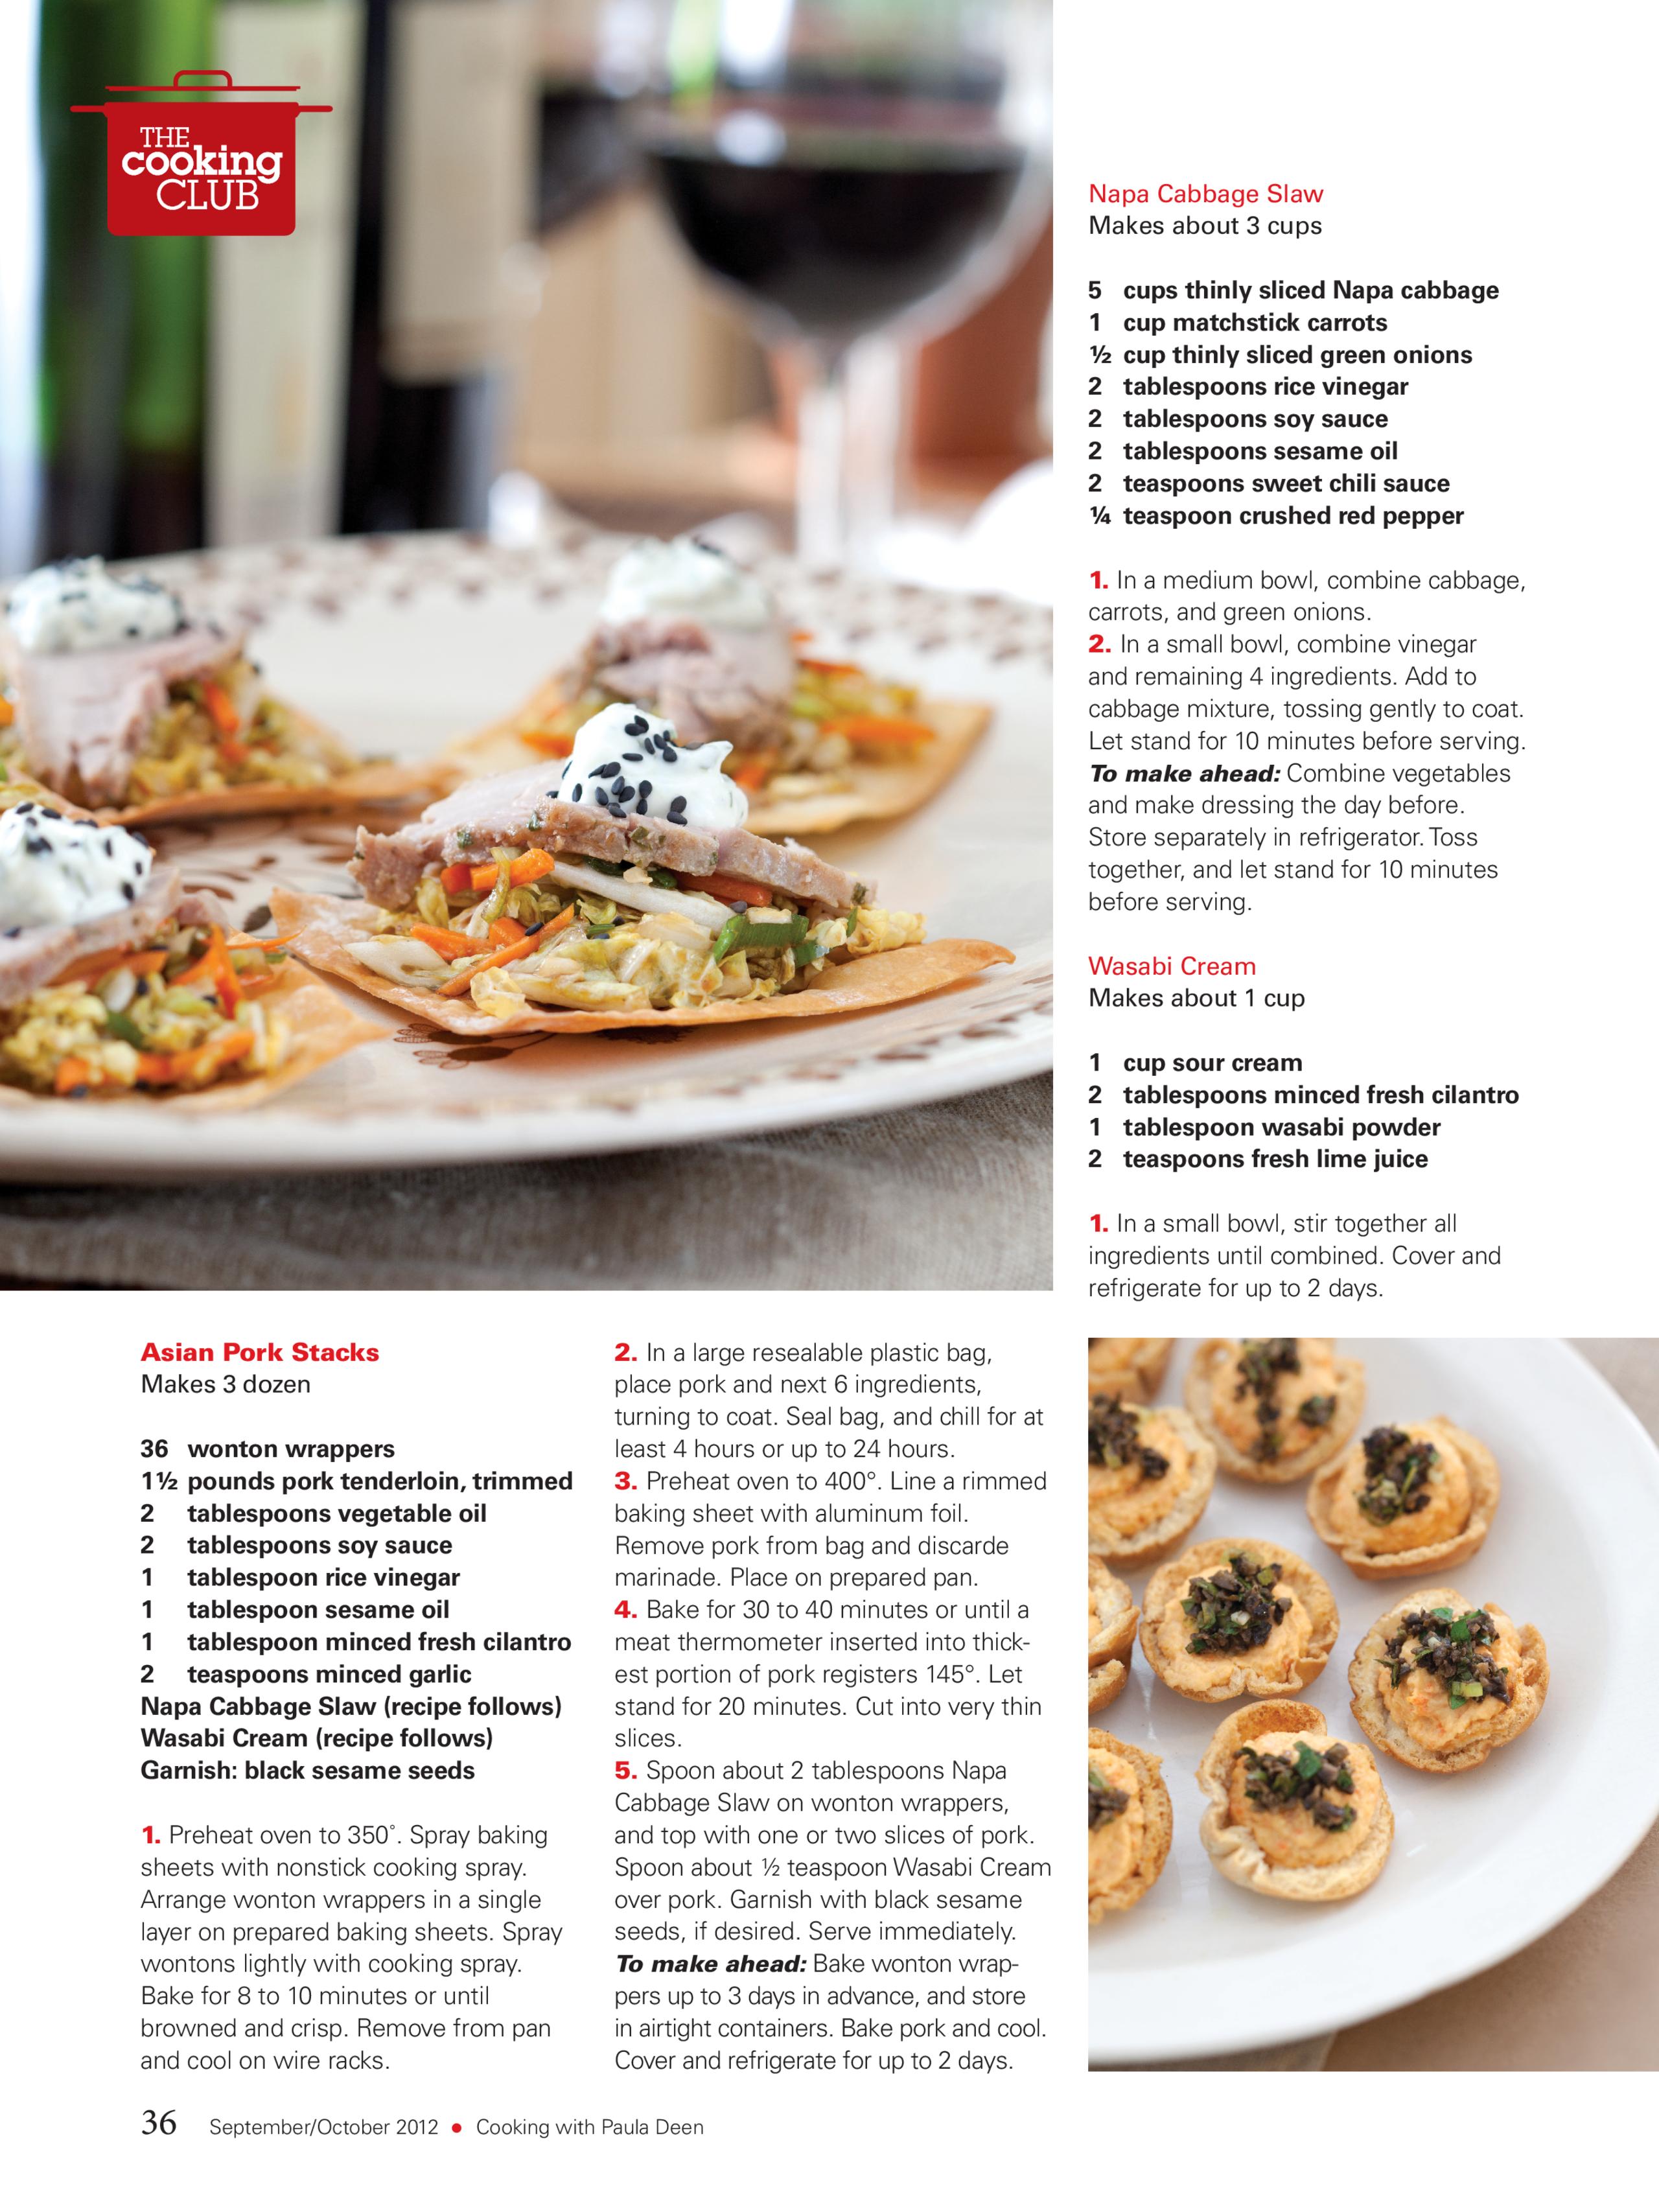 THE
cooking
CLUB
Asian Pork Stacks
Makes 3 dozen
36 wonton wrappers
1½ pounds pork tenderloin, trimmed
2 tablespoons vegetable oil
2 tablespoons soy sauce
1 tablespoon rice vinegar
1 tablespoon sesame oil
1 tablespoon minced fresh cilantro
2 teaspoons minced garlic
Napa Cabbage Slaw (recipe follows)
Wasabi Cream (recipe follows)
Garnish: black sesame seeds
1. Preheat oven to 350˚. Spray baking
sheets with nonstick cooking spray.
Arrange wonton wrappers in a single
layer on prepared baking sheets. Spray
wontons lightly with cooking spray.
Bake for 8 to 10 minutes or until
browned and crisp. Remove from pan
and cool on wire racks.
2. In a large resealable plastic bag,
place pork and next 6 ingredients,
turning to coat. Seal bag, and chill for at
least 4 hours or up to 24 hours.
3. Preheat oven to 400°. Line a rimmed
baking sheet with aluminum foil.
Remove pork from bag and discarde
marinade. Place on prepared pan.
4. Bake for 30 to 40 minutes or until a
meat thermometer inserted into thick-
est portion of pork registers 145°. Let
stand for 20 minutes. Cut into very thin
slices.
5. Spoon about 2 tablespoons Napa
Cabbage Slaw on wonton wrappers,
and top with one or two slices of pork.
Spoon about ½ teaspoon Wasabi Cream
over pork. Garnish with black sesame
seeds, if desired. Serve immediately.
To make ahead: Bake wonton wrap-
pers up to 3 days in advance, and store
in airtight containers. Bake pork and cool.
Cover and refrigerate for up to 2 days.
Napa Cabbage Slaw
Makes about 3 cups
5 cups thinly sliced Napa cabbage
1 cup matchstick carrots
½ cup thinly sliced green onions
2 tablespoons rice vinegar
2 tablespoons soy sauce
2 tablespoons sesame oil
2 teaspoons sweet chili sauce
¼ teaspoon crushed red pepper
1. In a medium bowl, combine cabbage,
carrots, and green onions.
2. In a small bowl, combine vinegar
and remaining 4 ingredients. Add to
cabbage mixture, tossing gently to coat.
Let stand for 10 minutes before serving.
To make ahead: Combine vegetables
and make dressing the day before.
Store separately in refrigerator. Toss
together, and let stand for 10 minutes
before serving.
Wasabi Cream
Makes about 1 cup
1 cup sour cream
2 tablespoons minced fresh cilantro
1 tablespoon wasabi powder
2 teaspoons fresh lime juice
1. In a small bowl, stir together all
ingredients until combined. Cover and
refrigerate for up to 2 days.
36 September/October 2012 • Cooking with Paula Deen